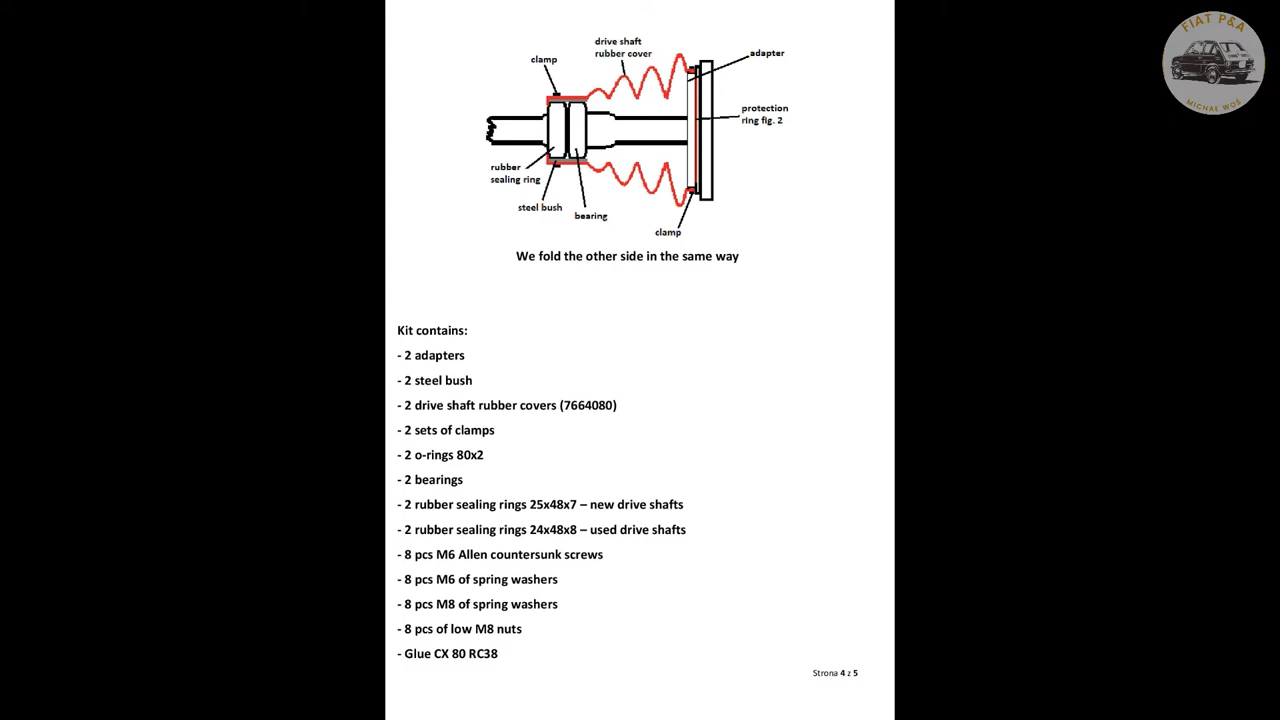 FIAT P&A
MICHAŁ WOŚ
drive shaft
rubber cover
clamp
adapter
protection
ring fig. 2
rubber
sealing ring
steel bush
bearing
clamp
We fold the other side in the same way
Kit contains:
- 2 adapters
- 2 steel bush
- 2 drive shaft rubber covers (7664080)
- 2 sets of clamps
- 2 o-rings 80x2
- 2 bearings
- 2 rubber sealing rings 25x48x7 – new drive shafts
- 2 rubber sealing rings 24x48x8 – used drive shafts
- 8 pcs M6 Allen countersunk screws
- 8 pcs M6 of spring washers
- 8 pcs M8 of spring washers
- 8 pcs of low M8 nuts
- Glue CX 80 RC38
Strona 4 z 5